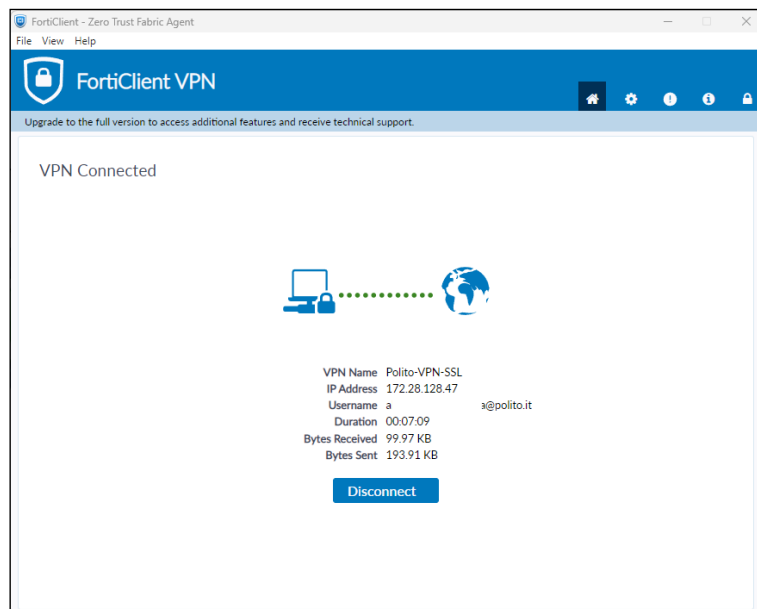 FortiClient - Zero Trust Fabric Agent
File View Help
FortiClient VPN
Upgrade to the full version to access additional features and receive technical support.
VPN Connected
VPN Name Polito-VPN-SSL
IP Address 172.28.128.47
Username a a@polito.it
Duration 00:07:09
Bytes Received 99.97 KB
Bytes Sent 193.91 KB
Disconnect